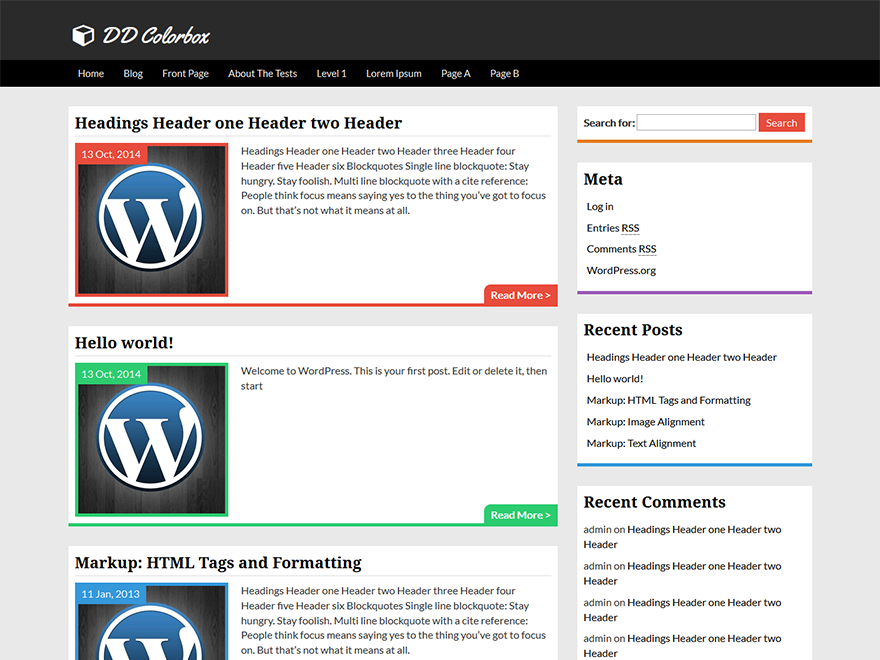 DD Colorbox
Home Blog Front Page About The Tests Level 1 Lorem Ipsum Page A Page B
Headings Header one Header two Header
13 Oct, 2014
Headings Header one Header two Header three Header four
Header five Header six Blockquotes Single line blockquote: Stay
hungry. Stay foolish. Multi line blockquote with a cite reference:
People think focus means saying yes to the thing you’ve got to focus
on. But that’s not what it means at all.
Read More >
Hello world!
13 Oct, 2014
Welcome to WordPress. This is your first post. Edit or delete it, then
start
Read More >
Markup: HTML Tags and Formatting
11 Jan, 2013
Headings Header one Header two Header three Header four
Header five Header six Blockquotes Single line blockquote: Stay
hungry. Stay foolish. Multi line blockquote with a cite reference:
People think focus means saying yes to the thing you’ve got to focus
on. But that’s not what it means at all.
Search for: Search
Meta
Log in
Entries RSS
Comments RSS
WordPress.org
Recent Posts
Headings Header one Header two Header
Hello world!
Markup: HTML Tags and Formatting
Markup: Image Alignment
Markup: Text Alignment
Recent Comments
admin on Headings Header one Header two
Header
admin on Headings Header one Header two
Header
admin on Headings Header one Header two
Header
admin on Headings Header one Header two
Header